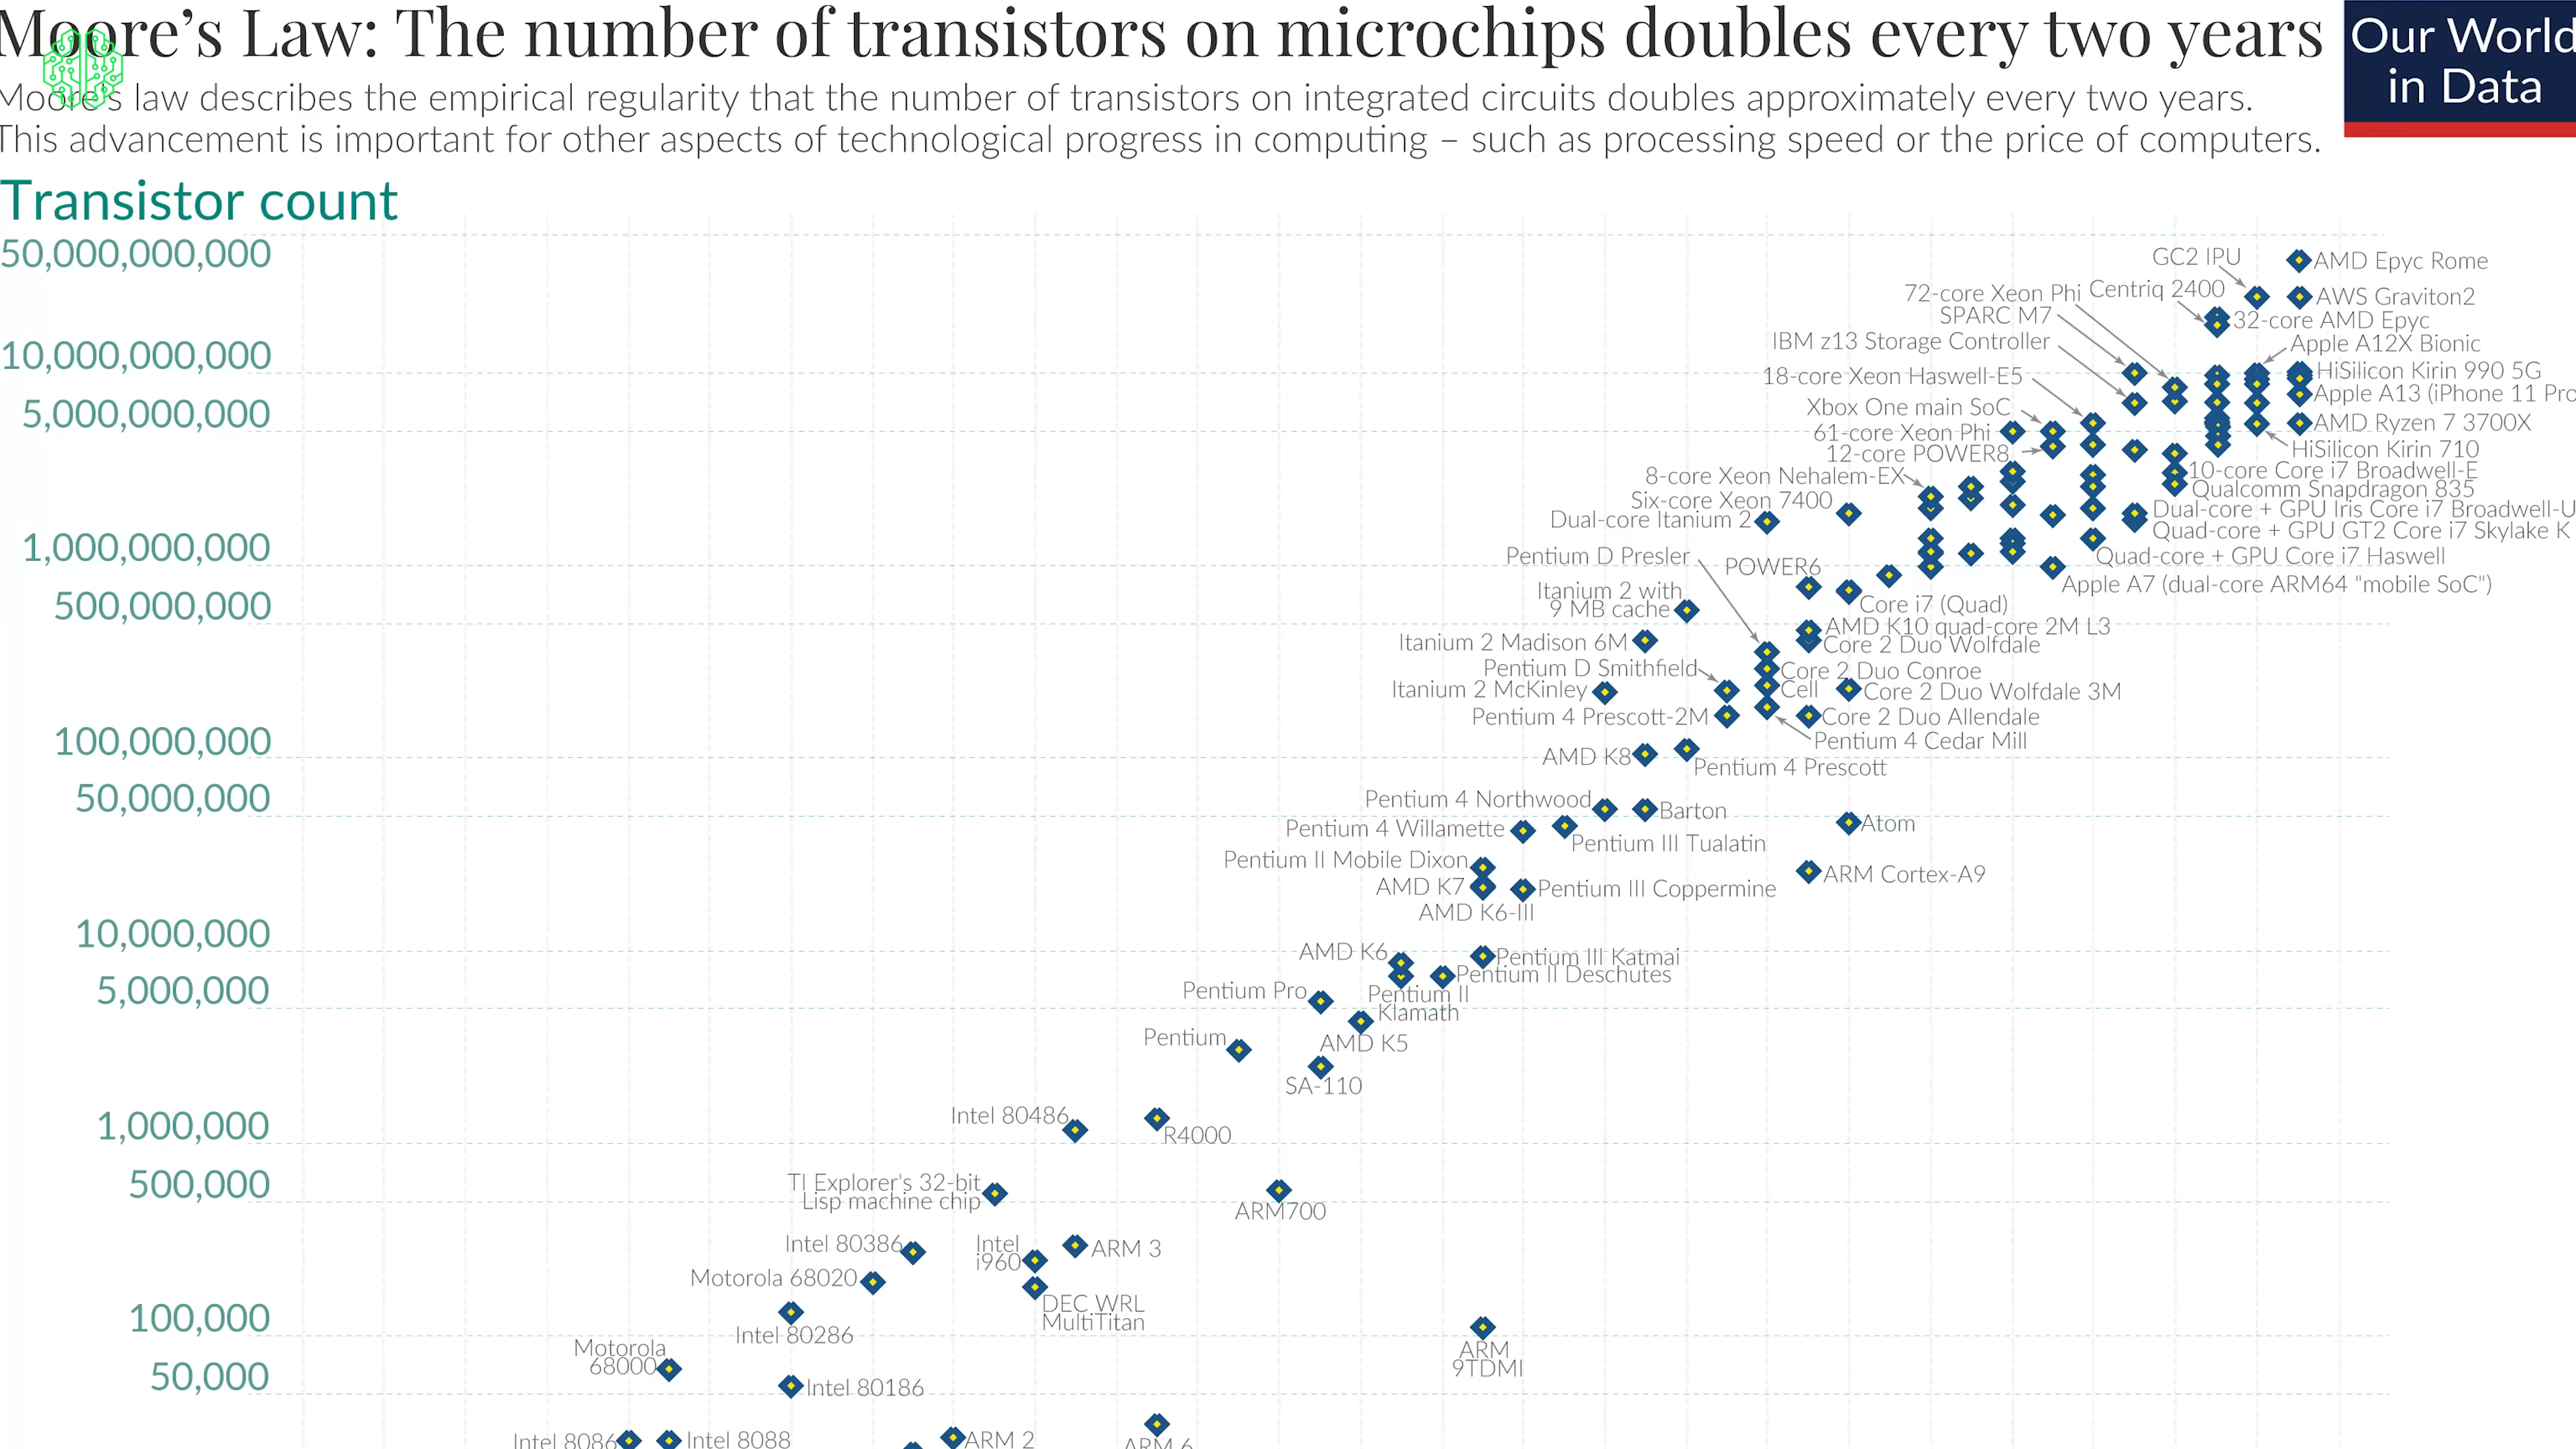 Moore's Law: The number of transistors on microchips doubles every two years
Our World
in Data
Moore's law describes the empirical regularity that the number of transistors on integrated circuits doubles approximately every two years.
This advancement is important for other aspects of technological progress in computing – such as processing speed or the price of computers.
Transistor count
50,000,000,000
10,000,000,000
5,000,000,000
1,000,000,000
500,000,000
100,000,000
50,000,000
10,000,000
5,000,000
1,000,000
500,000
100,000
50,000
GC2 IPU
AMD Epyc Rome
72-core Xeon Phi
Centriq 2400
AWS Graviton2
SPARC M7
32-core AMD Epyc
IBM z13 Storage Controller
Apple A12X Bionic
18-core Xeon Haswell-E5
HiSilicon Kirin 990 5G
Apple A13 (iPhone 11 Pro
Xbox One main SoC
61-core Xeon Phi
AMD Ryzen 7 3700X
12-core POWER8
HiSilicon Kirin 710
8-core Xeon Nehalem-EX
10-core Core i7 Broadwell-E
Six-core Xeon 7400
Qualcomm Snapdragon 835
Dual-core Itanium 2
Dual-core + GPU Iris Core i7 Broadwell-U
Quad-core + GPU GT2 Core i7 Skylake K
Pentium D Presler
POWER6
Quad-core + GPU Core i7 Haswell
Itanium 2 with
9 MB cache
Apple A7 (dual-core ARM64 "mobile SoC")
Core i7 (Quad)
AMD K10 quad-core 2M L3
Itanium 2 Madison 6M
Core 2 Duo Wolfdale
Pentium D Smithfield
Core 2 Duo Conroe
Itanium 2 McKinley
Cell
Core 2 Duo Wolfdale 3M
Pentium 4 Prescott-2M
Core 2 Duo Allendale
Pentium 4 Cedar Mill
AMD K8
Pentium 4 Prescott
Pentium 4 Northwood
Barton
Pentium 4 Willamette
Atom
Pentium III Tualatin
Pentium II Mobile Dixon
ARM Cortex-A9
AMD K7
Pentium III Coppermine
AMD K6-III
AMD K6
Pentium III Katmai
Pentium II Deschutes
Pentium Pro
Pentium II
Klamath
Pentium
AMD K5
SA-110
Intel 80486
R4000
TI Explorer's 32-bit
Lisp machine chip
ARM700
Intel 80386
Intel
i960
ARM 3
Motorola 68020
DEC WRL
MultiTitan
Intel 80286
Motorola
68000
ARM
9TDMI
Intel 80186
Intel 8086
Intel 8088
ARM 2
ARM 6